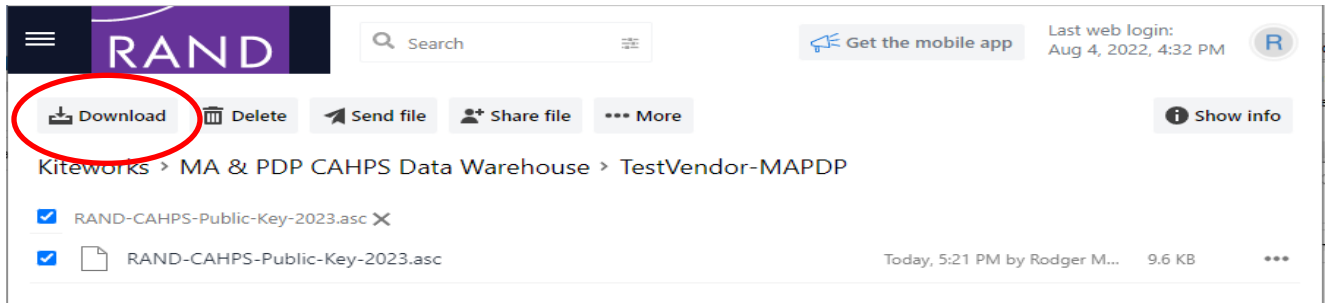 RAND
Search
Get the mobile app
Last web login:
Aug 4, 2022, 4:32 PM
R
Download Delete Send file Share file ••• More Show info
Kiteworks > MA & PDP CAHPS Data Warehouse > TestVendor-MAPDP
RAND-CAHPS-Public-Key-2023.asc ✕
RAND-CAHPS-Public-Key-2023.asc Today, 5:21 PM by Rodger M... 9.6 KB •••